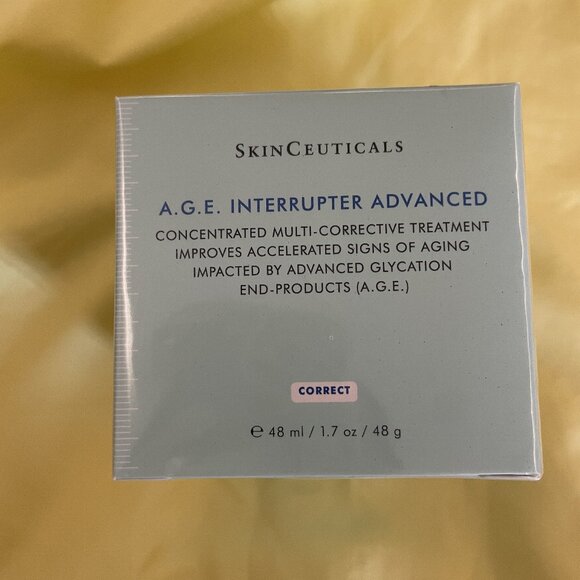 SKINCEUTICALS
A.G.E. INTERRUPTER ADVANCED
CONCENTRATED MULTI-CORRECTIVE TREATMENT
IMPROVES ACCELERATED SIGNS OF AGING
IMPACTED BY ADVANCED GLYCATION
END-PRODUCTS (A.G.E.)
CORRECT
℮ 48 ml / 1.7 oz / 48 g